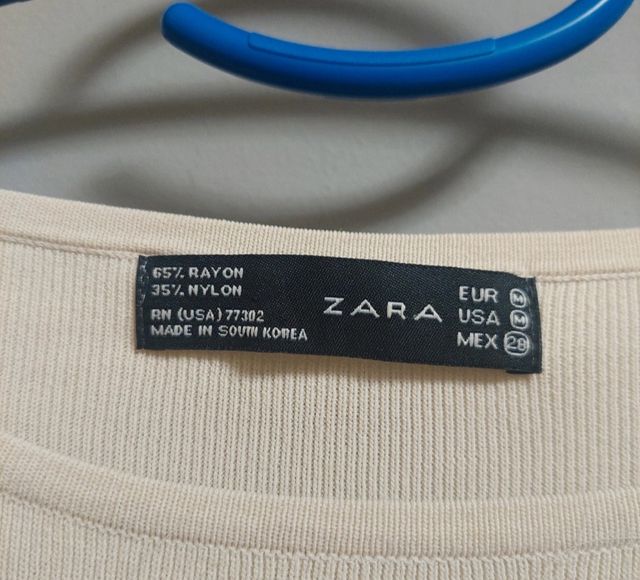 65% RAYON
35% NYLON
RN (USA) 77302
MADE IN SOUTH KOREA
ZARA
EUR M
USA M
MEX 28